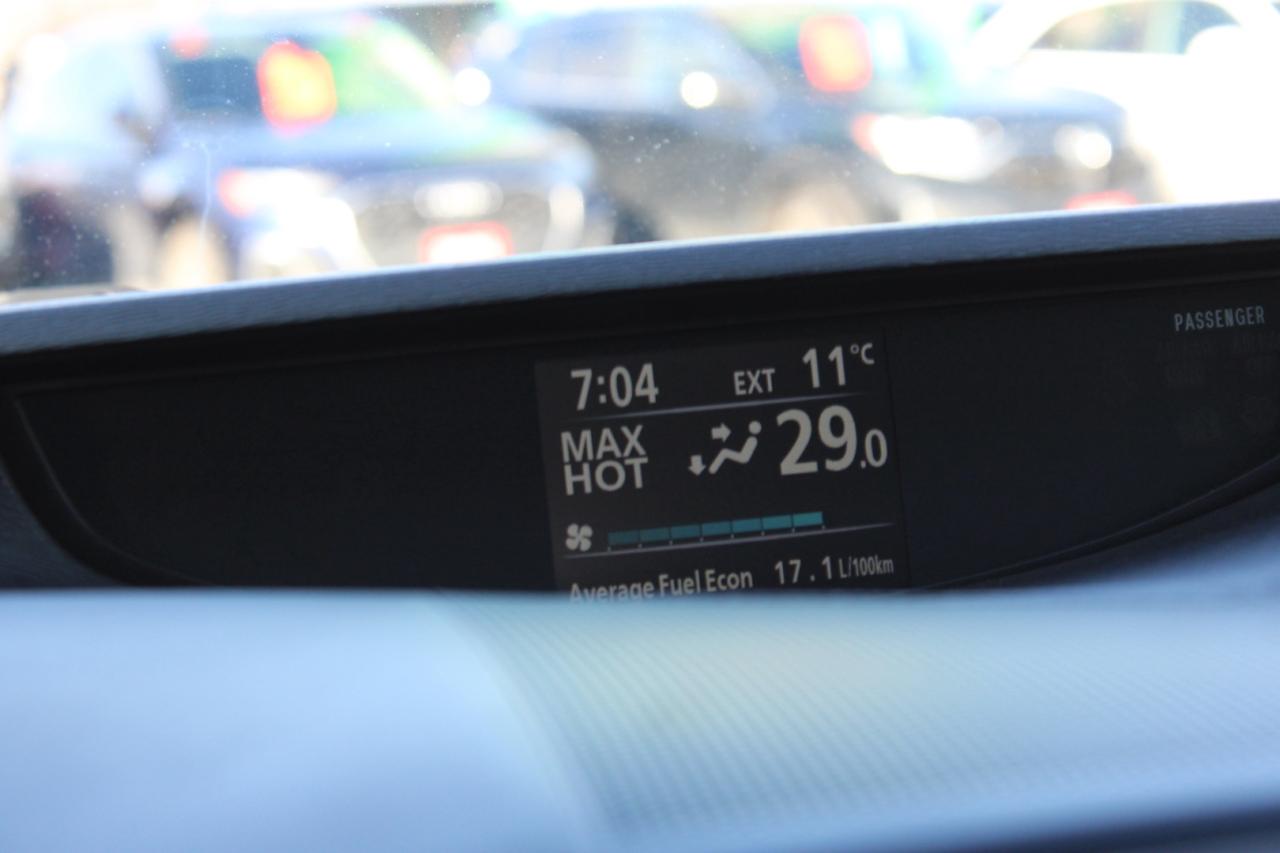 PASSENGER
7:04 EXT 11°C
MAX HOT 29.0
Average Fuel Econ 17.1 L/100km